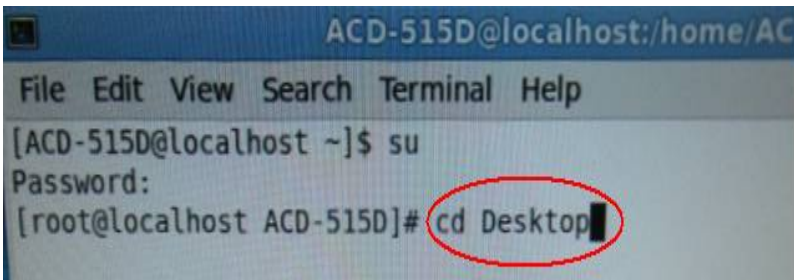 ACD-515D@localhost:/home/AC
File Edit View Search Terminal Help
[ACD-515D@localhost ~]$ su
Password:
[root@localhost ACD-515D]# cd Desktop